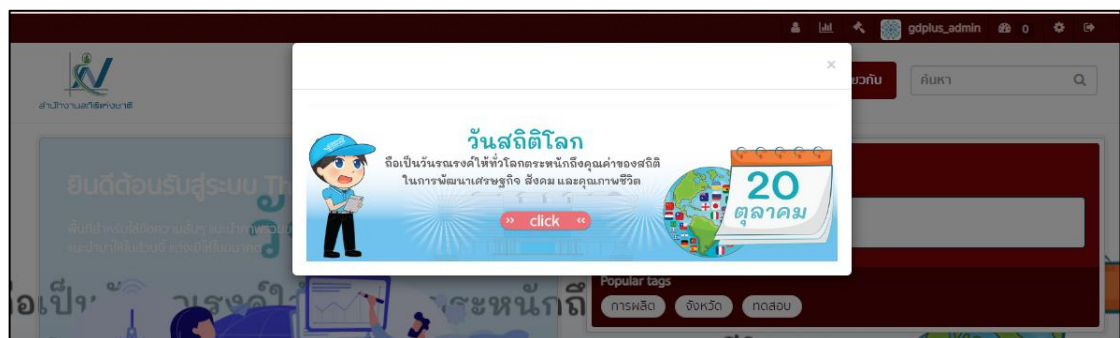 gdplus_admin 0
สำนักงานสถิติแห่งชาติ
×
ค้นหา
วันสถิติโลก
ถือเป็นวันรณรงค์ให้ทั่วโลกตระหนักถึงคุณค่าของสถิติ
ในการพัฒนาเศรษฐกิจ สังคม และคุณภาพชีวิต
» click «
20
ตุลาคม
ยินดีต้อนรับสู่ระบบ
Popular tags
การผลิต จังหวัด ทดสอบ